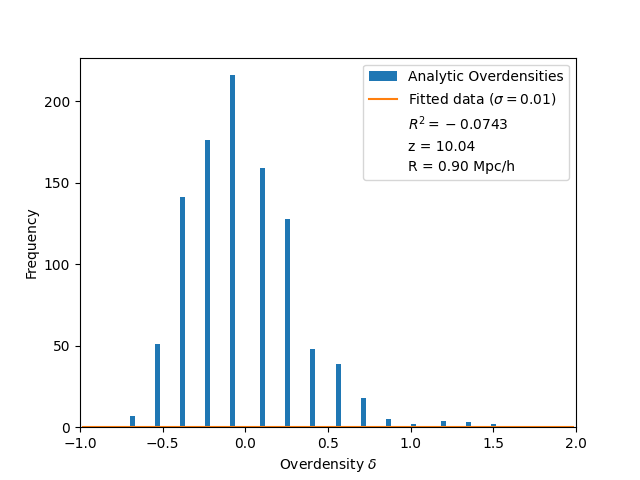 Analytic Overdensities
Fitted data (σ = 0.01)
R² = −0.0743
z = 10.04
R = 0.90 Mpc/h
200
150
100
50
0
Frequency
−1.0 −0.5 0.0 0.5 1.0 1.5 2.0
Overdensity δ